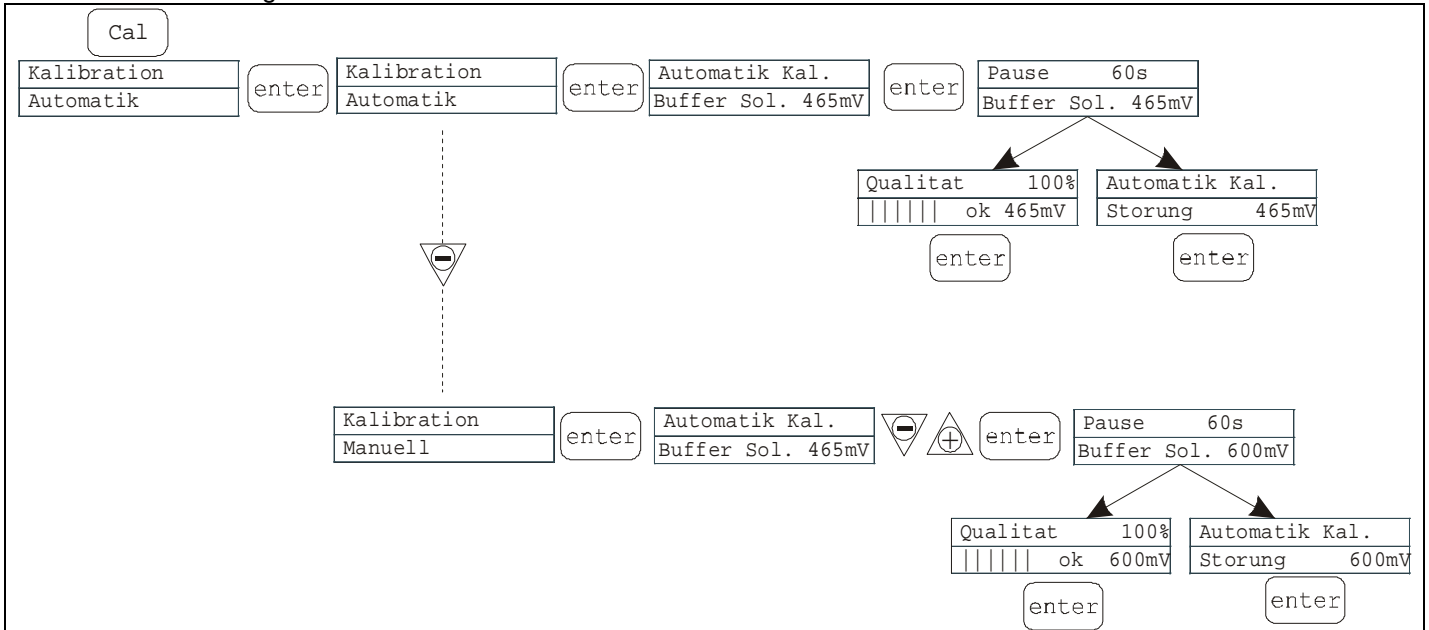 Cal
Kalibration
Automatik
enter
Kalibration
Automatik
enter
Automatik Kal.
Buffer Sol. 465mV
enter
Pause 60s
Buffer Sol. 465mV
Qualitat 100%
|||||| ok 465mV
enter
Automatik Kal.
Storung 465mV
enter
Kalibration
Manuell
enter
Automatik Kal.
Buffer Sol. 465mV
enter
Pause 60s
Buffer Sol. 600mV
Qualitat 100%
|||||| ok 600mV
enter
Automatik Kal.
Storung 600mV
enter